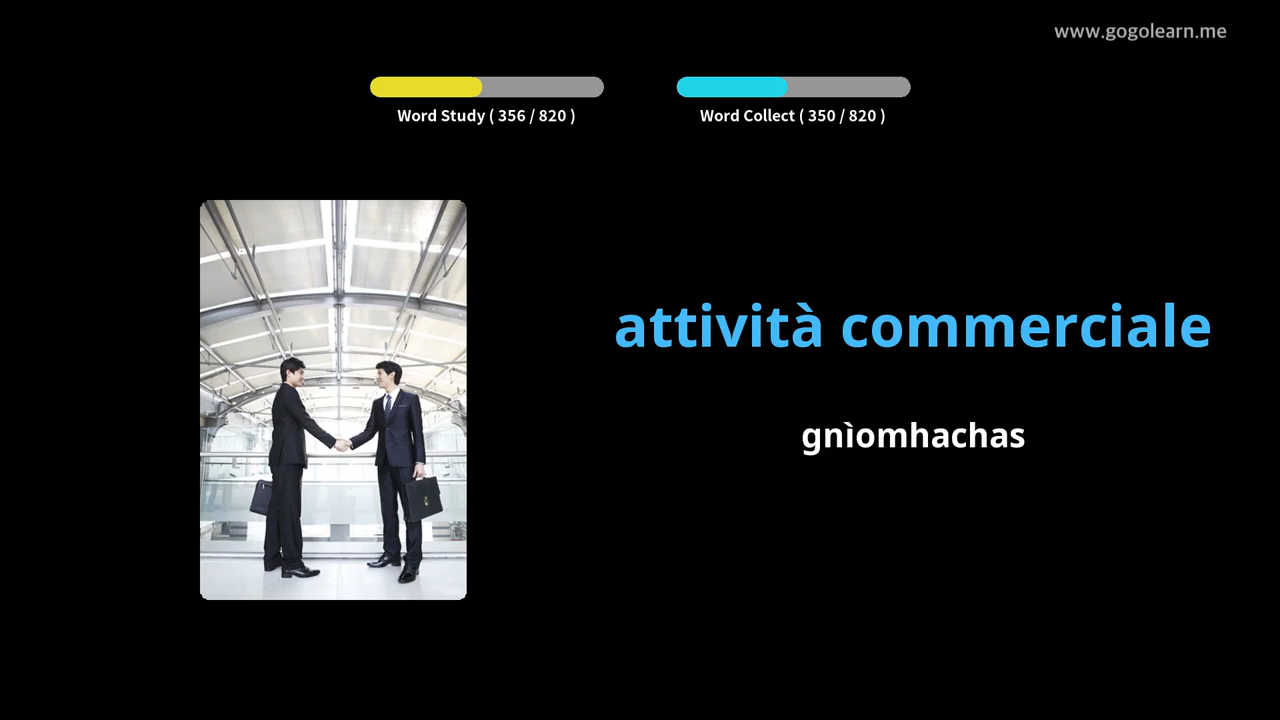 www.gogolearn.me
Word Study ( 356 / 820 )
Word Collect ( 350 / 820 )
attività commerciale
gnìomhachas